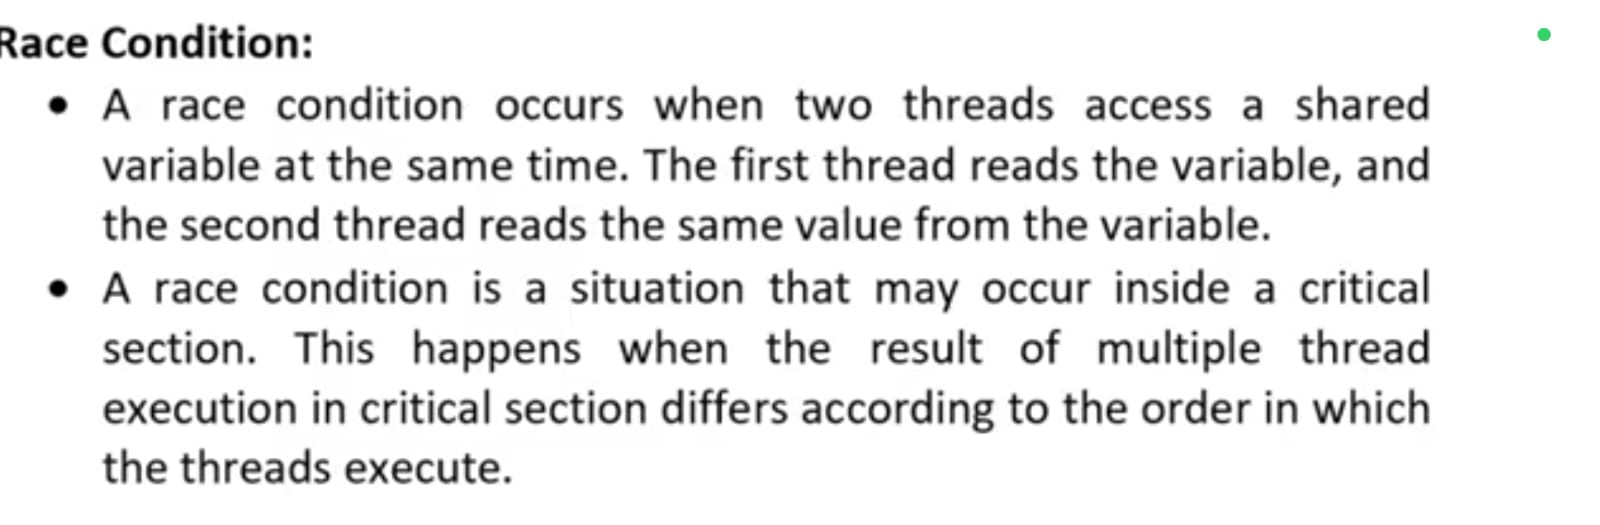 Race Condition:
• A race condition occurs when two threads access a shared
variable at the same time. The first thread reads the variable, and
the second thread reads the same value from the variable.
• A race condition is a situation that may occur inside a critical
section. This happens when the result of multiple thread
execution in critical section differs according to the order in which
the threads execute.